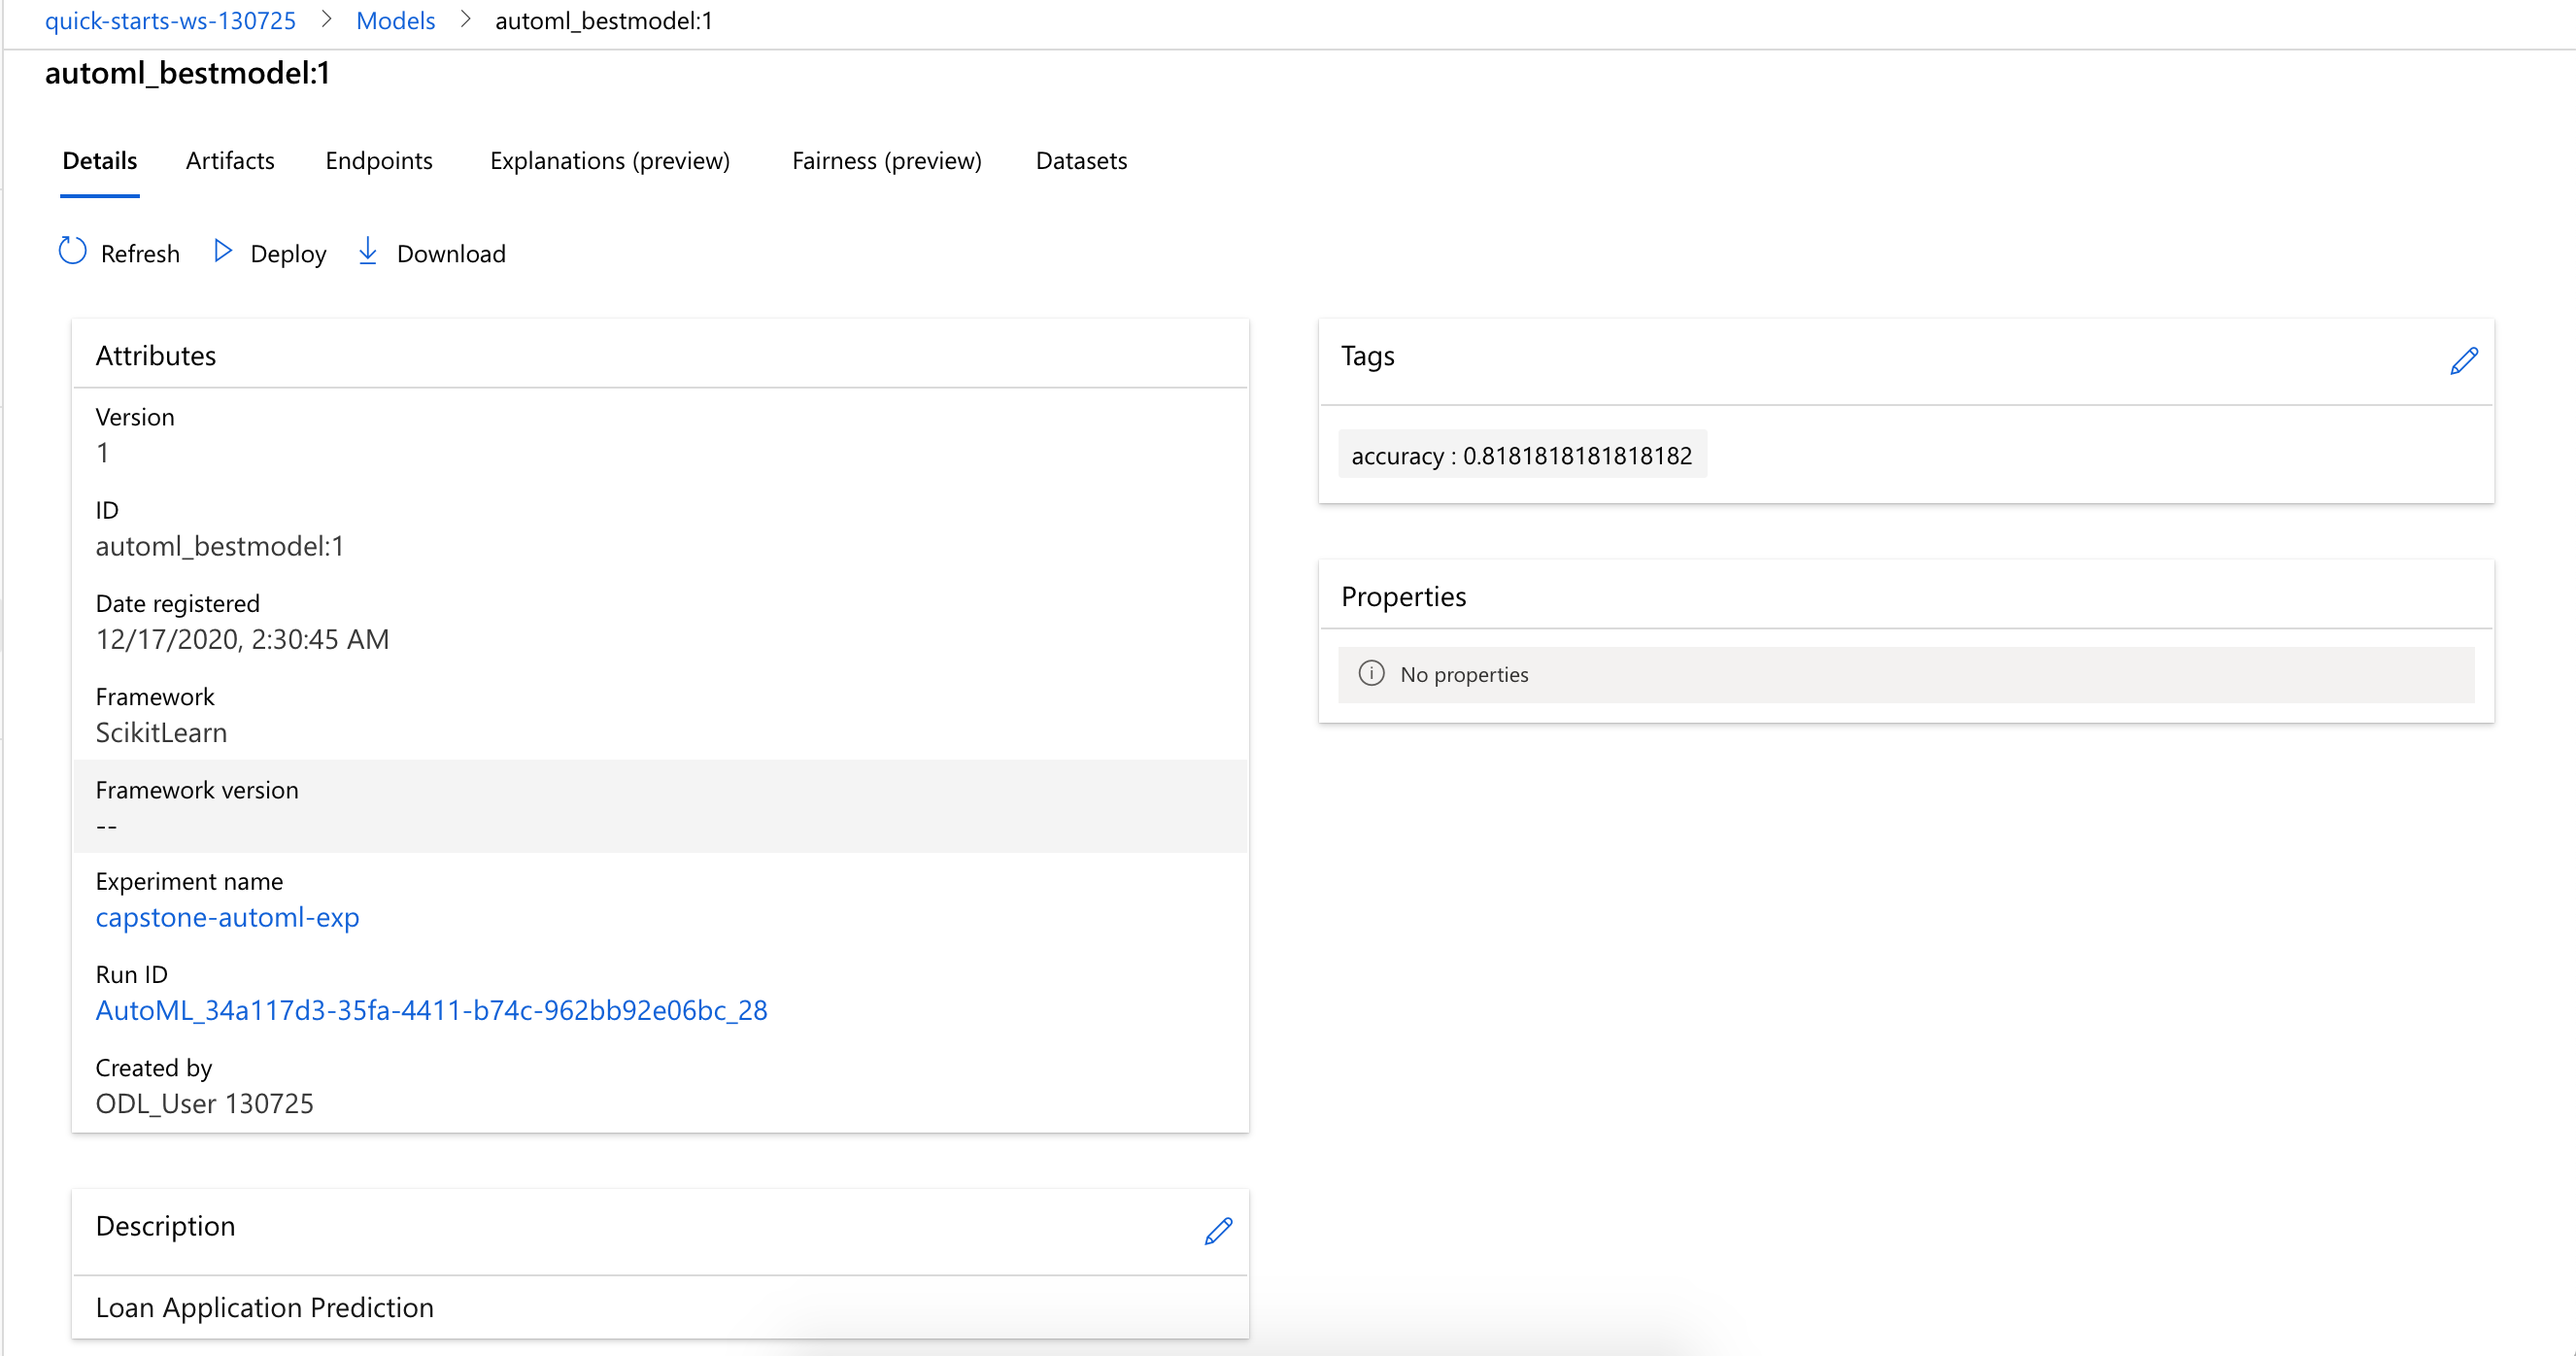 quick-starts-ws-130725 > Models > automl_bestmodel:1
automl_bestmodel:1
Details Artifacts Endpoints Explanations (preview) Fairness (preview) Datasets
Refresh Deploy Download
Attributes
Version
1
ID
automl_bestmodel:1
Date registered
12/17/2020, 2:30:45 AM
Framework
ScikitLearn
Framework version
--
Experiment name
capstone-automl-exp
Run ID
AutoML_34a117d3-35fa-4411-b74c-962bb92e06bc_28
Created by
ODL_User 130725
Description
Loan Application Prediction
Tags
accuracy : 0.8181818181818182
Properties
No properties